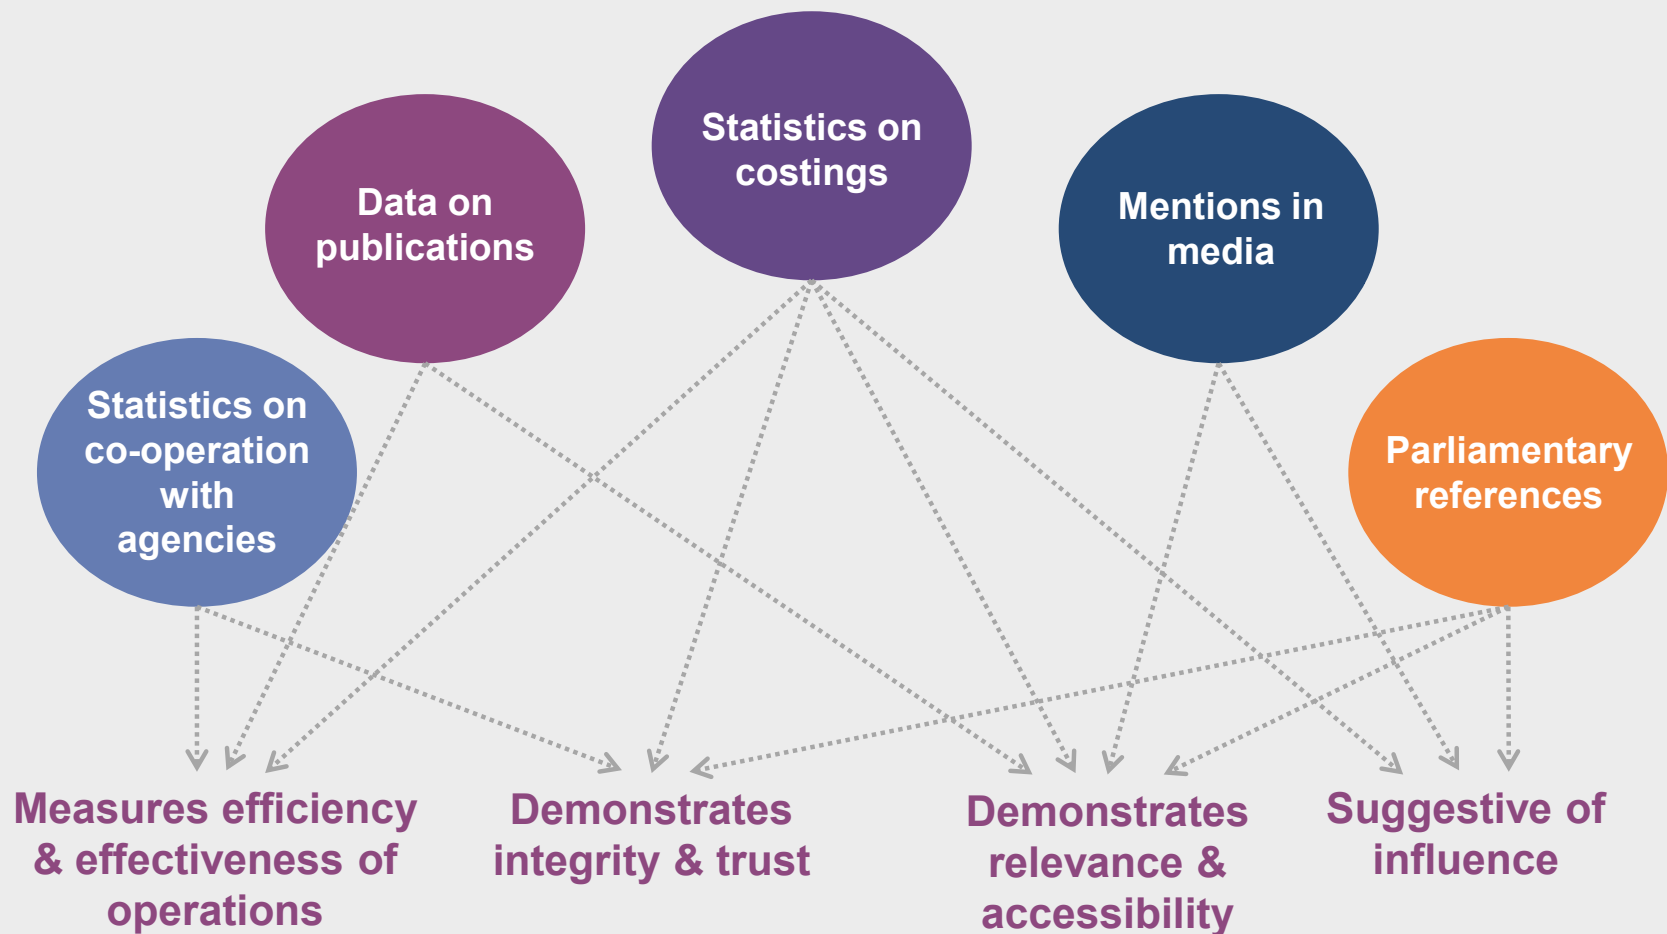 Statistics on
costings
Data on
publications
Mentions in
media
Statistics on
co-operation
with
agencies
Parliamentary
references
Measures efficiency
& effectiveness of
operations
Demonstrates
integrity & trust
Demonstrates
relevance &
accessibility
Suggestive of
influence